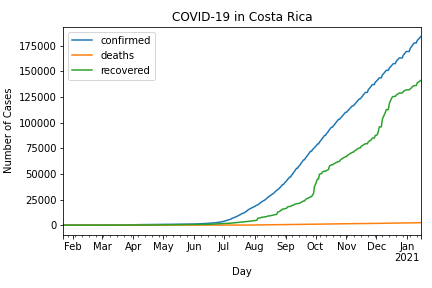 COVID-19 in Costa Rica
confirmed
deaths
recovered
175000
150000
125000
100000
75000
50000
25000
0
Number of Cases
Feb Mar Apr May Jun Jul Aug Sep Oct Nov Dec Jan
2021
Day